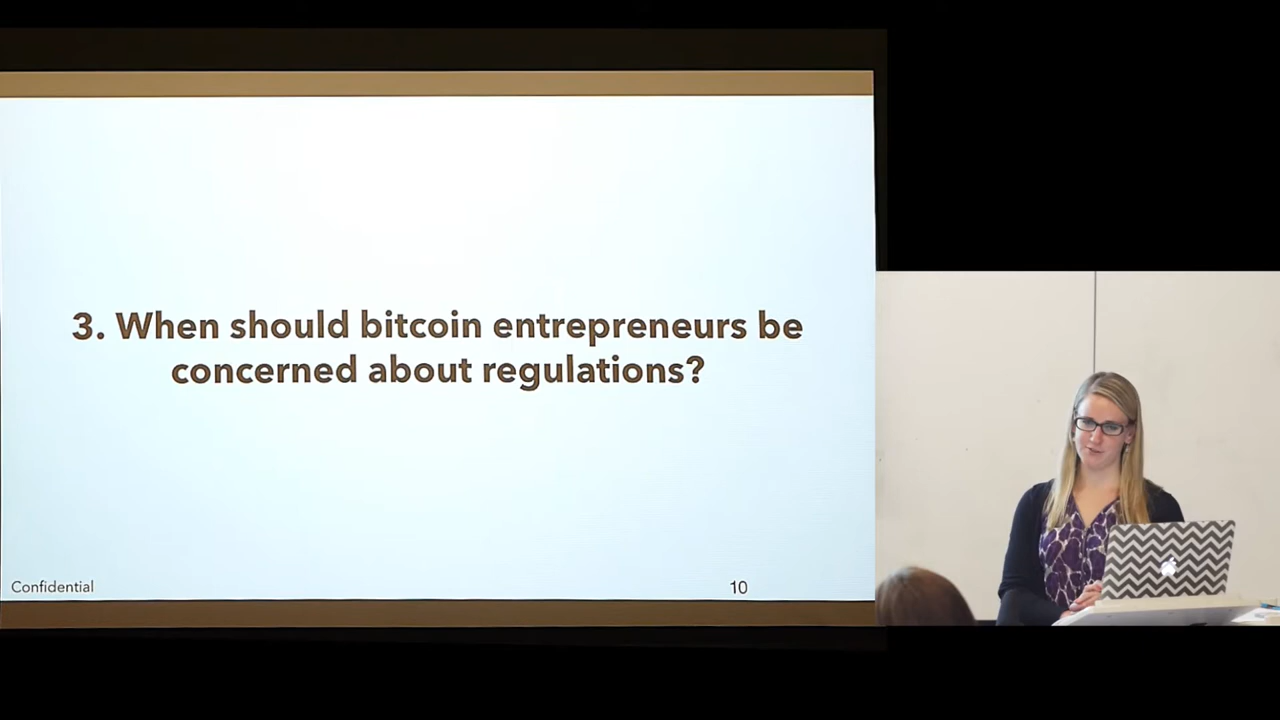 3. When should bitcoin entrepreneurs be
concerned about regulations?
Confidential
10